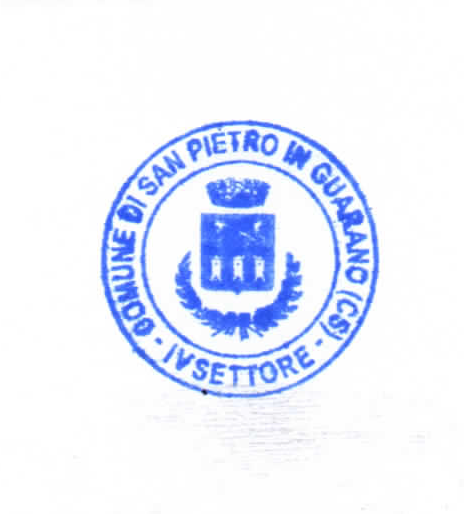 COMUNE DI SAN PIETRO IN GUARANO (CS)
- IV SETTORE -